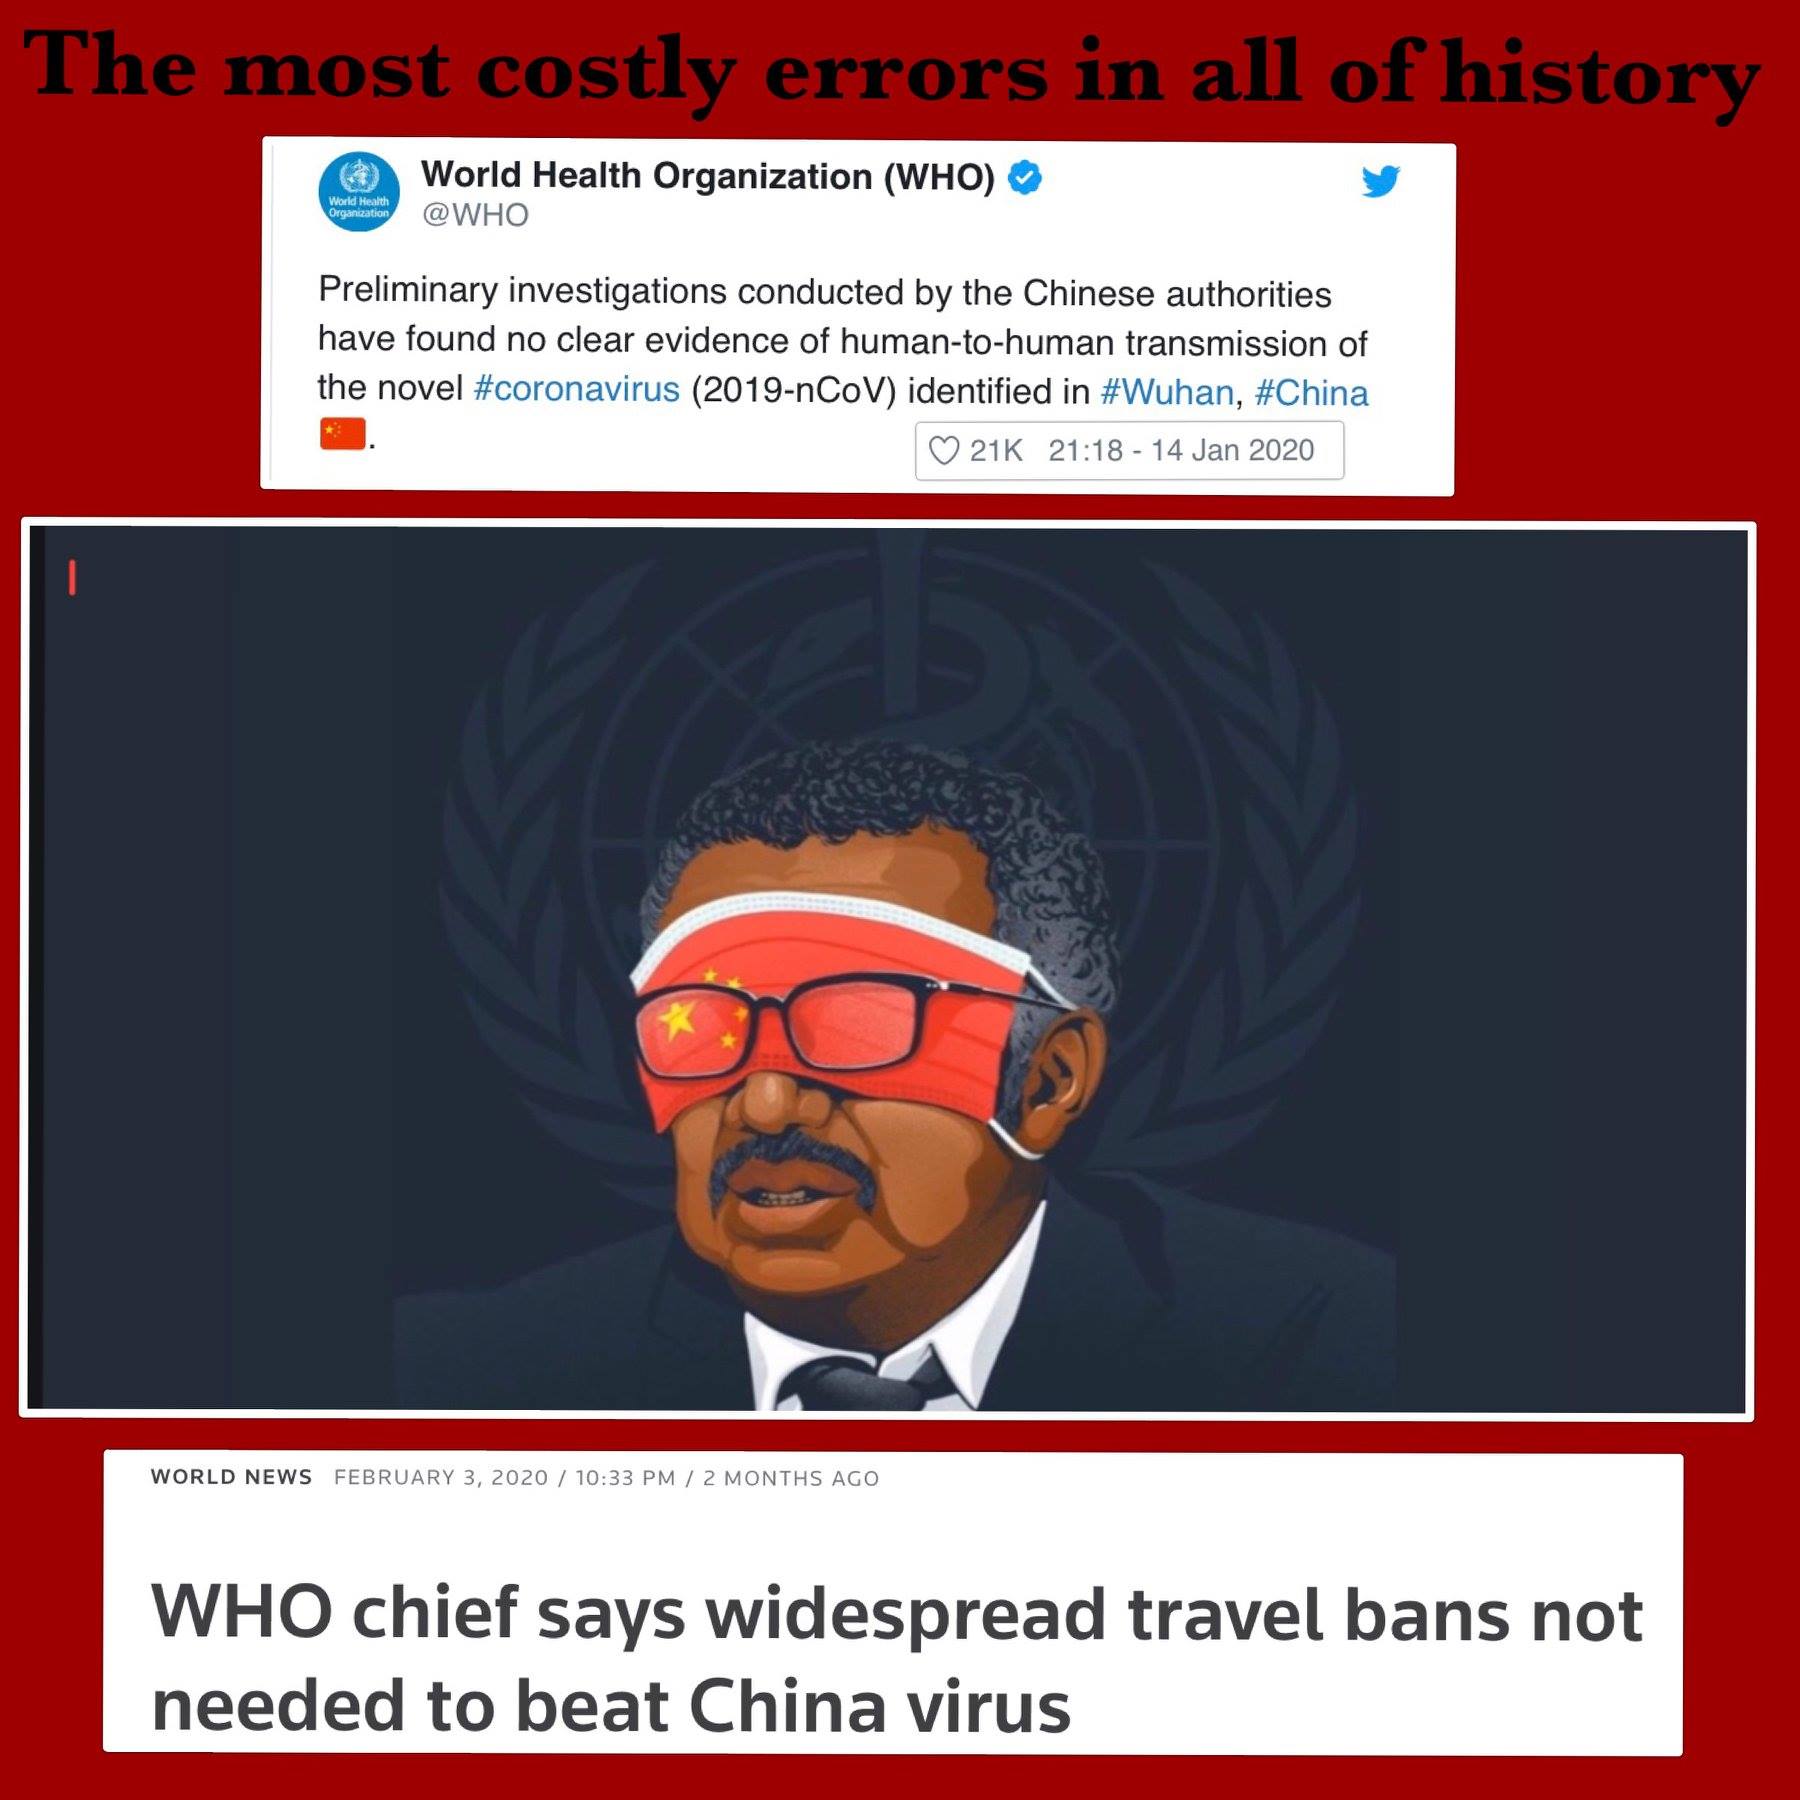 The most costly errors in all of history
World Health Organization (WHO)
World Health
Organization
@WHO
Preliminary investigations conducted by the Chinese authorities
have found no clear evidence of human-to-human transmission of
the novel #coronavirus (2019-nCoV) identified in #Wuhan, #China
🇨🇳.
21K 21:18 - 14 Jan 2020
WORLD NEWS FEBRUARY 3, 2020 / 10:33 PM / 2 MONTHS AGO
WHO chief says widespread travel bans not
needed to beat China virus